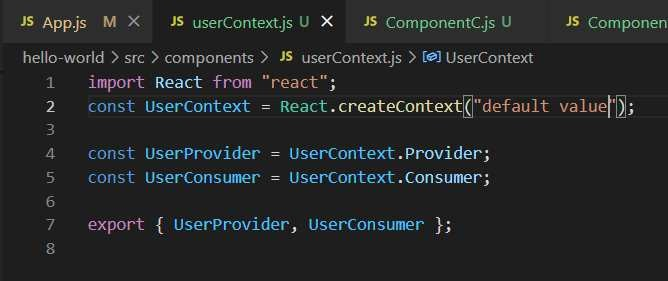 JS App.js M × JS userContext.js U × JS ComponentC.js U JS Componen
hello-world > src > components > JS userContext.js > UserContext
1 import React from "react";
2 const UserContext = React.createContext("default value");
3
4 const UserProvider = UserContext.Provider;
5 const UserConsumer = UserContext.Consumer;
6
7 export { UserProvider, UserConsumer };
8